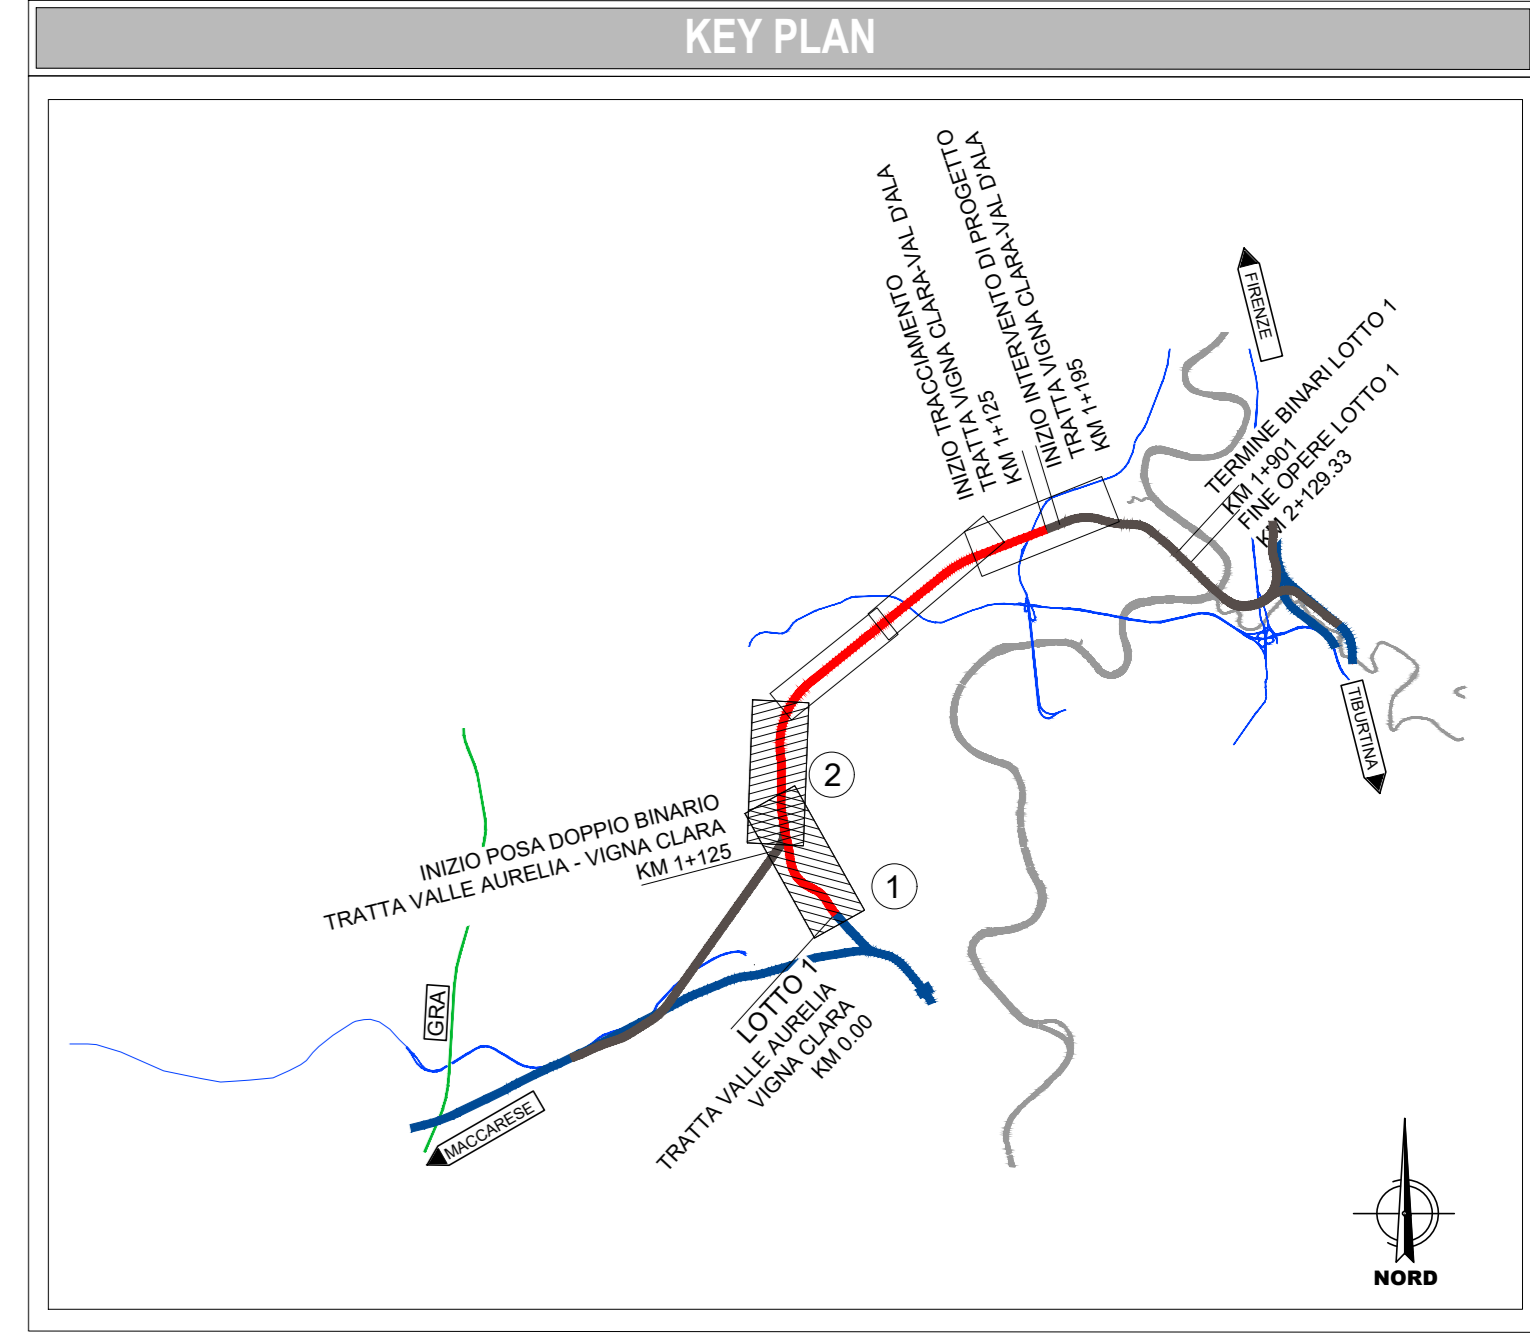 KEY PLAN
INIZIO TRACCIAMENTO
TRATTA VIGNA CLARA-VAL D'ALA
KM 1+125
INIZIO INTERVENTO DI PROGETTO
TRATTA VIGNA CLARA-VAL D'ALA
KM 1+195
FIRENZE
TERMINE BINARI LOTTO 1
KM 1+901
FINE OPERE LOTTO 1
KM 2+129.33
TIBURTINA
2
INIZIO POSA DOPPIO BINARIO
TRATTA VALLE AURELIA - VIGNA CLARA
KM 1+125
1
LOTTO 1
TRATTA VALLE AURELIA
VIGNA CLARA
KM 0.00
GRA
MACCARESE
NORD